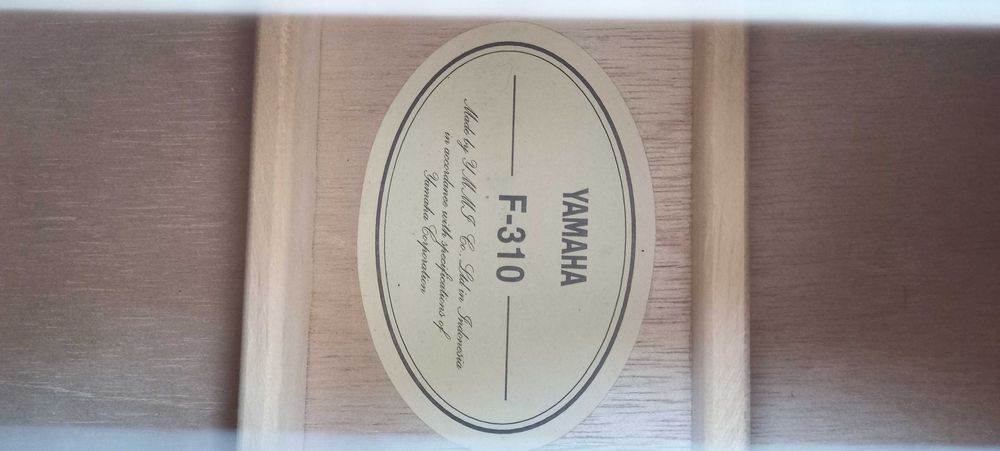 YAMAHA
F-310
Made by Y.M.M.I Co., Ltd in Indonesia
in accordance with specifications of
Yamaha Corporation